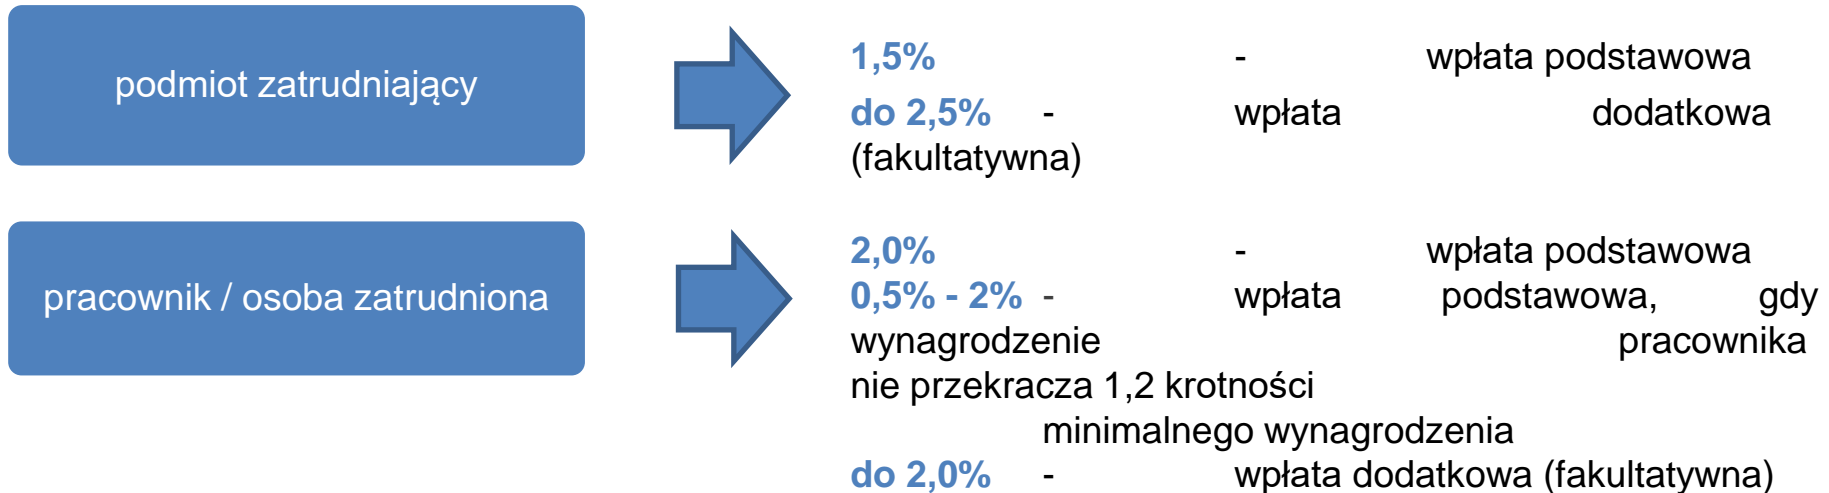 podmiot zatrudniający
1,5% - wpłata podstawowa
do 2,5% - wpłata dodatkowa
(fakultatywna)
pracownik / osoba zatrudniona
2,0% - wpłata podstawowa
0,5% - 2% - wpłata podstawowa, gdy
wynagrodzenie pracownika
nie przekracza 1,2 krotności
minimalnego wynagrodzenia
do 2,0% - wpłata dodatkowa (fakultatywna)